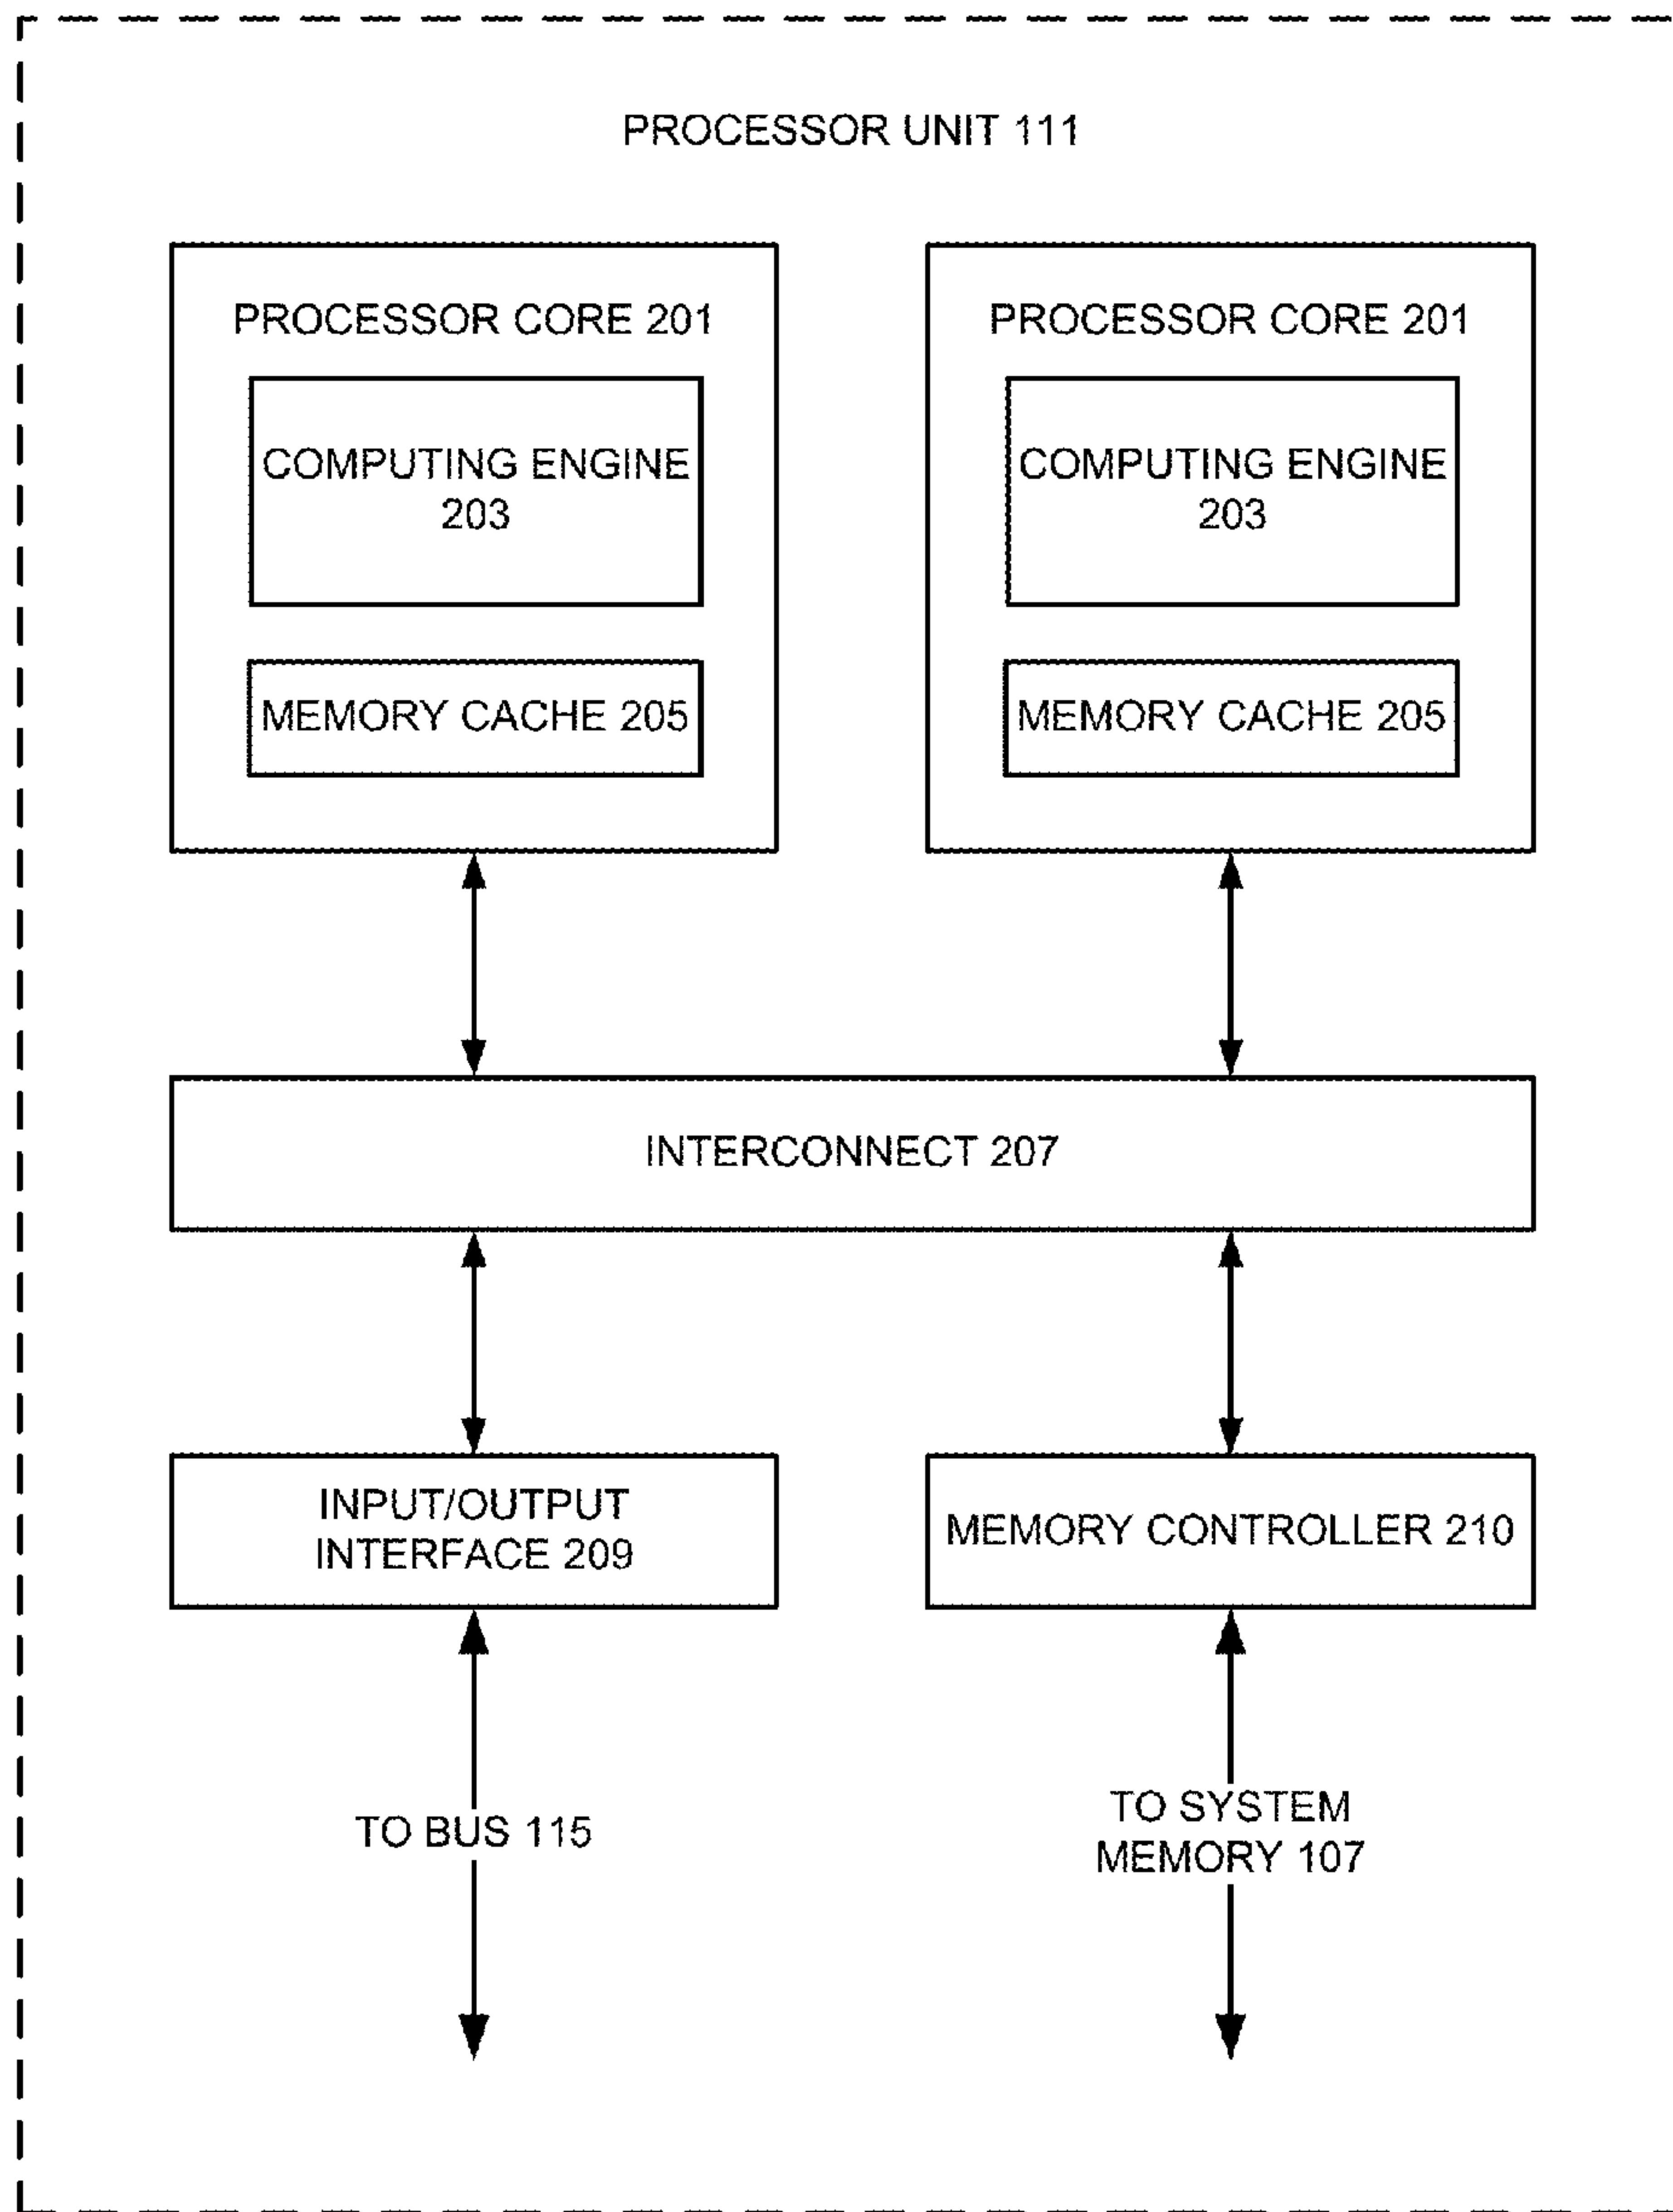 PROCESSOR UNIT 111
PROCESSOR CORE 201
COMPUTING ENGINE
203
MEMORY CACHE 205
PROCESSOR CORE 201
COMPUTING ENGINE
203
MEMORY CACHE 205
INTERCONNECT 207
INPUT/OUTPUT
INTERFACE 209
MEMORY CONTROLLER 210
TO BUS 115
TO SYSTEM
MEMORY 107